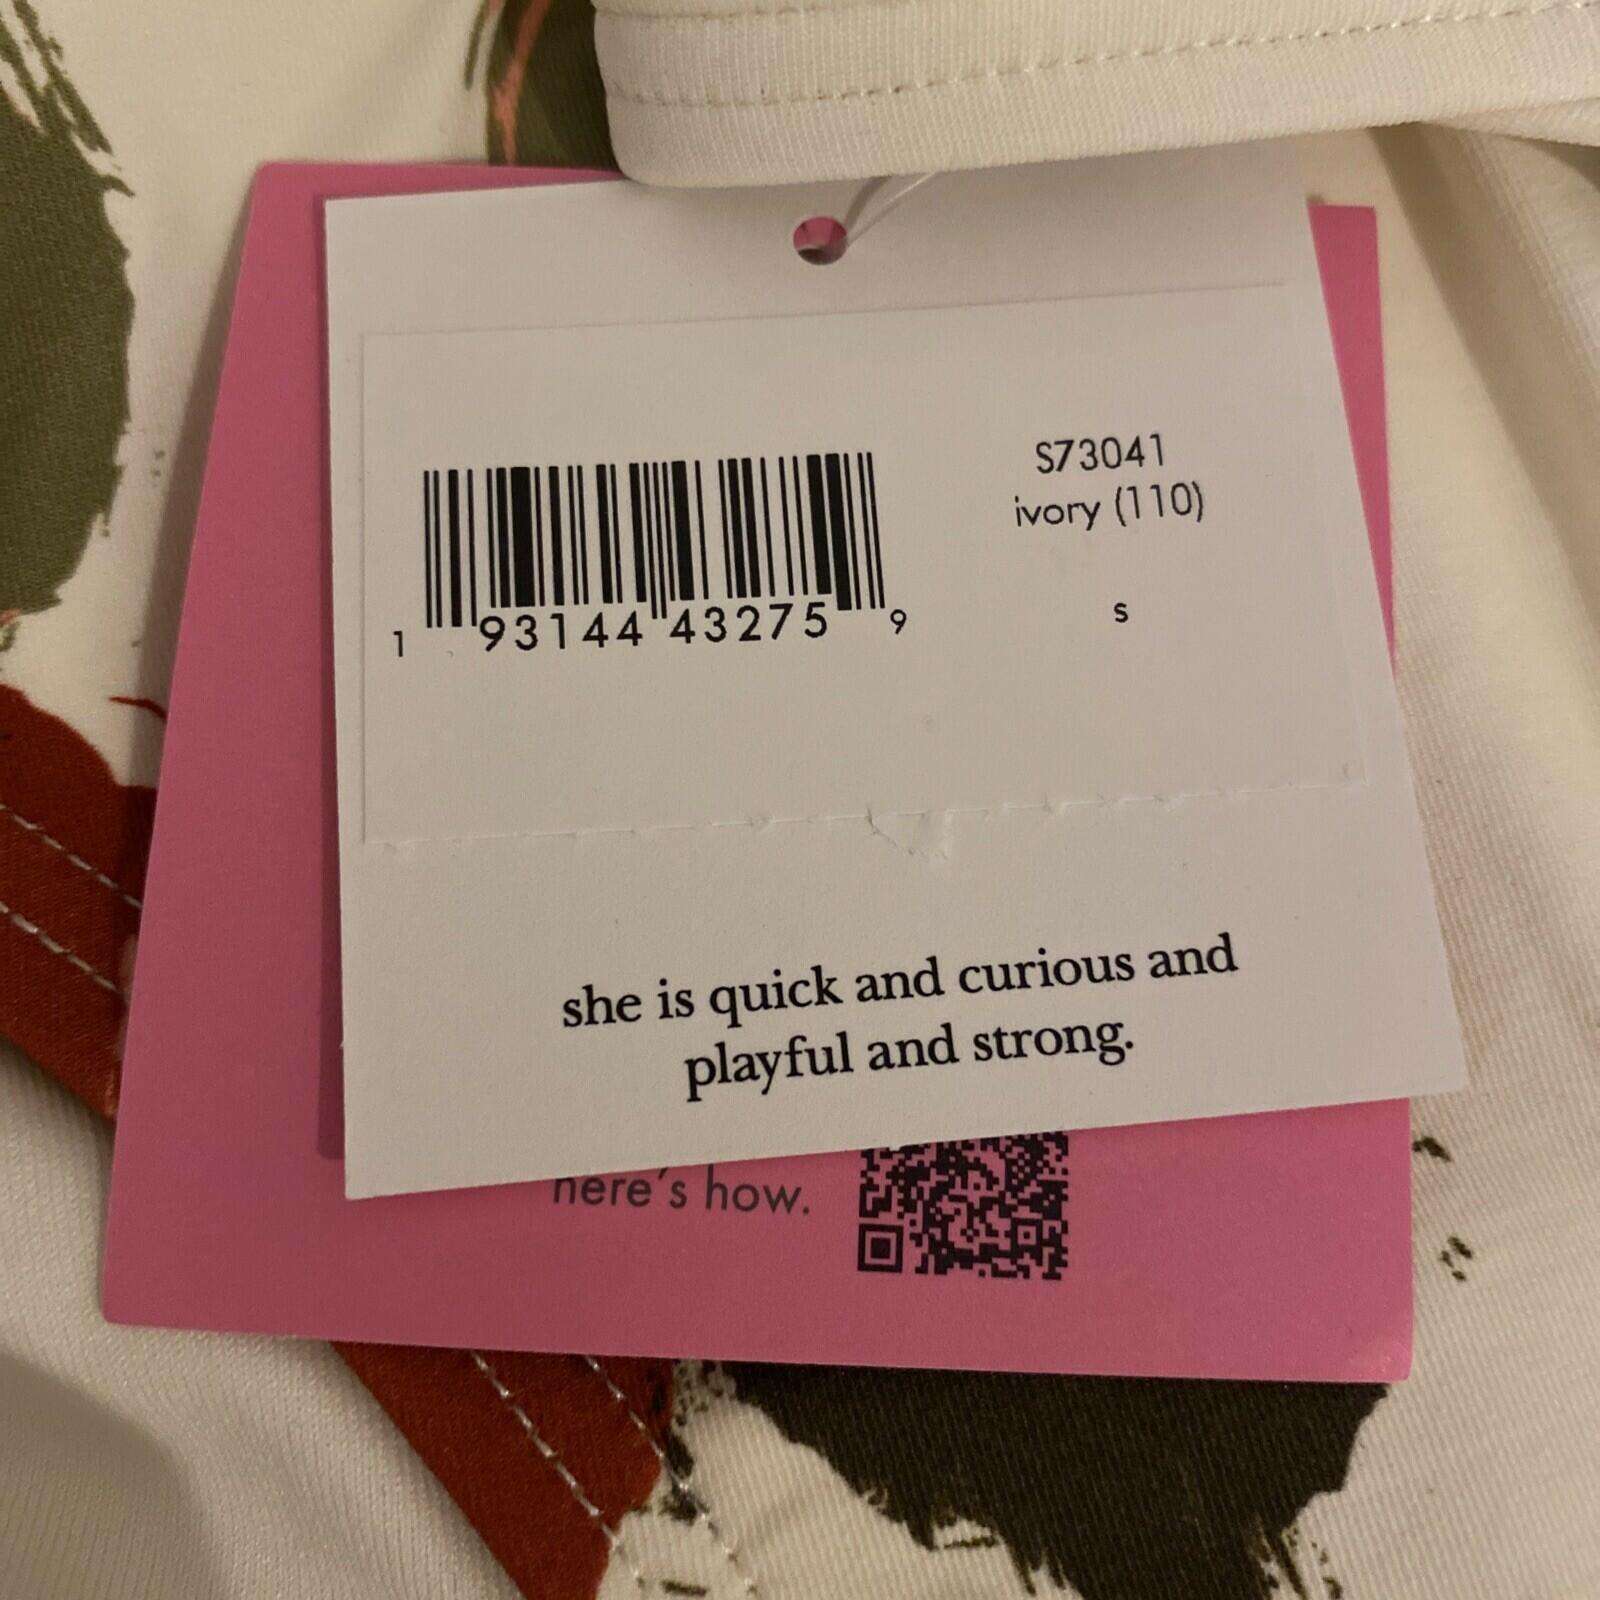 S73041
ivory (110)
s
1 93144 43275 9
she is quick and curious and
playful and strong.
here's how.